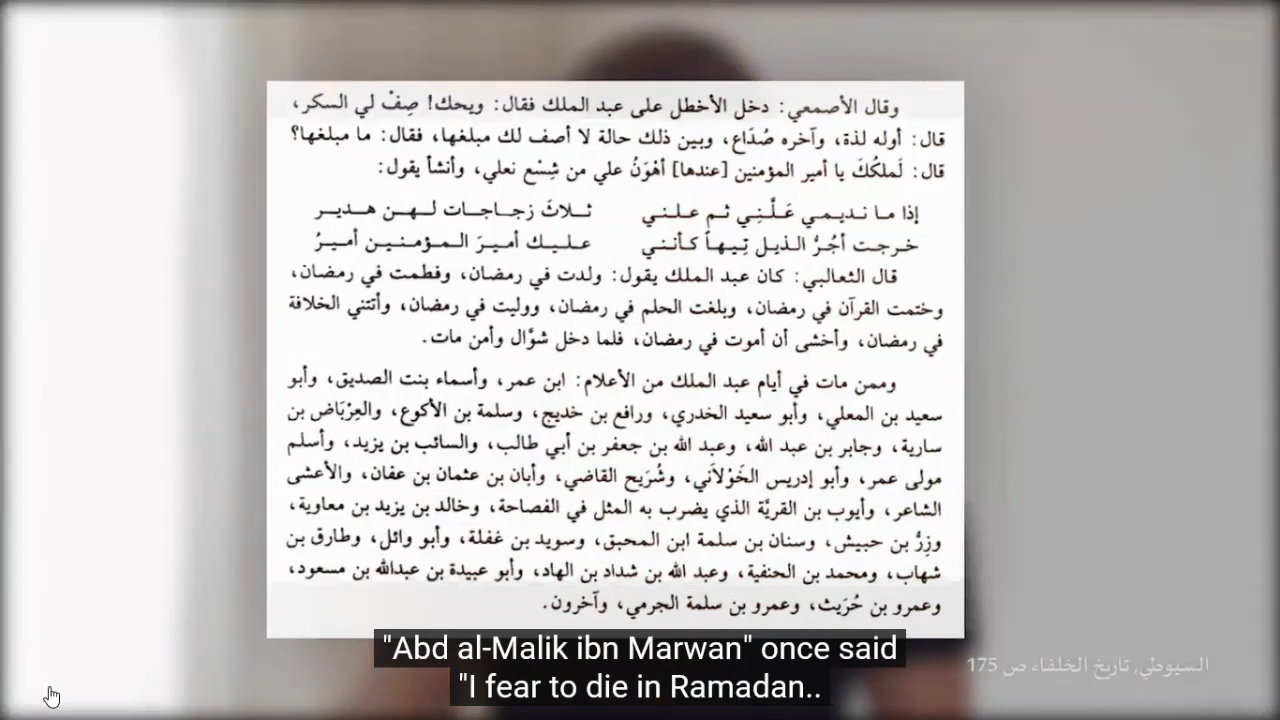 وقال الأصمعي: دخل الأخطل على عبد الملك فقال: ويحك! صِفْ لي السكر،
قال: أوله لذة، وآخره صُدَاع، وبين ذلك حالة لا أصف لك مبلغها، فقال: ما مبلغها؟
قال: لَملكُكَ يا أمير المؤمنين [عندها] أهْوَنُ علي من شِسْع نعلي، وأنشأ يقول:
إذا ما نديمي عَلَّنِي ثم علني ثلاثَ زجاجات لهن هدير
خرجت أجُرُّ الذيل تِيهاً كأنني عليك أميرَ المؤمنين أميرُ
قال الثعالبي: كان عبد الملك يقول: ولدت في رمضان، وفطمت في رمضان،
وختمت القرآن في رمضان، وبلغت الحلم في رمضان، ووليت في رمضان، وأتتني الخلافة
في رمضان، وأخشى أن أموت في رمضان، فلما دخل شوَّال وأمن مات.
وممن مات في أيام عبد الملك من الأعلام: ابن عمر، وأسماء بنت الصديق، وأبو
سعيد بن المعلي، وأبو سعيد الخدري، ورافع بن خديج، وسلمة بن الأكوع، والعِرْبَاض بن
سارية، وجابر بن عبد الله، وعبد الله بن جعفر بن أبي طالب، والسائب بن يزيد، وأسلم
مولى عمر، وأبو إدريس الخَوْلاَني، وشُرَيح القاضي، وأبان بن عثمان بن عفان، والأعشى
الشاعر، وأيوب بن القريَّة الذي يضرب به المثل في الفصاحة، وخالد بن يزيد بن معاوية،
وزِرُّ بن حبيش، وسنان بن سلمة ابن المحبق، وسويد بن غفلة، وأبو وائل، وطارق بن
شهاب، ومحمد بن الحنفية، وعبد الله بن شداد بن الهاد، وأبو عبيدة بن عبدالله بن مسعود،
وعمرو بن حُرَيث، وعمرو بن سلمة الجرمي، وآخرون.
"Abd al-Malik ibn Marwan" once said
"I fear to die in Ramadan..
السيوطي, تاريخ الخلفاء ص 175